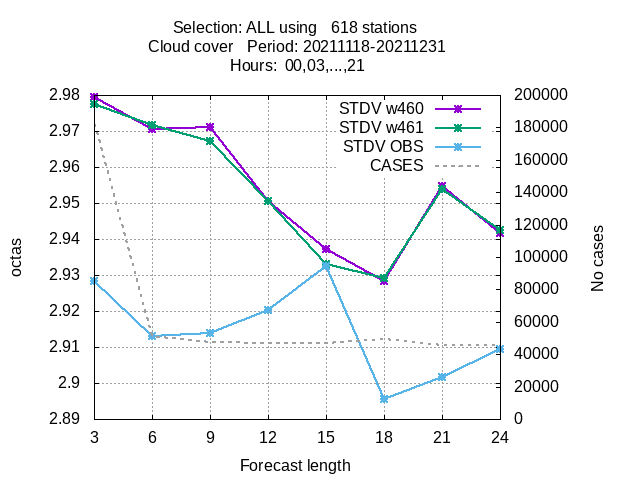 Selection: ALL using   618 stations
Cloud cover   Period: 20211118-20211231
Hours:  00,03,...,21
2.98
2.97
2.96
2.95
2.94
2.93
2.92
2.91
2.9
2.89
octas
STDV w460
STDV w461
STDV OBS
CASES
200000
180000
160000
140000
120000
100000
80000
60000
40000
20000
0
No cases
3 6 9 12 15 18 21 24
Forecast length